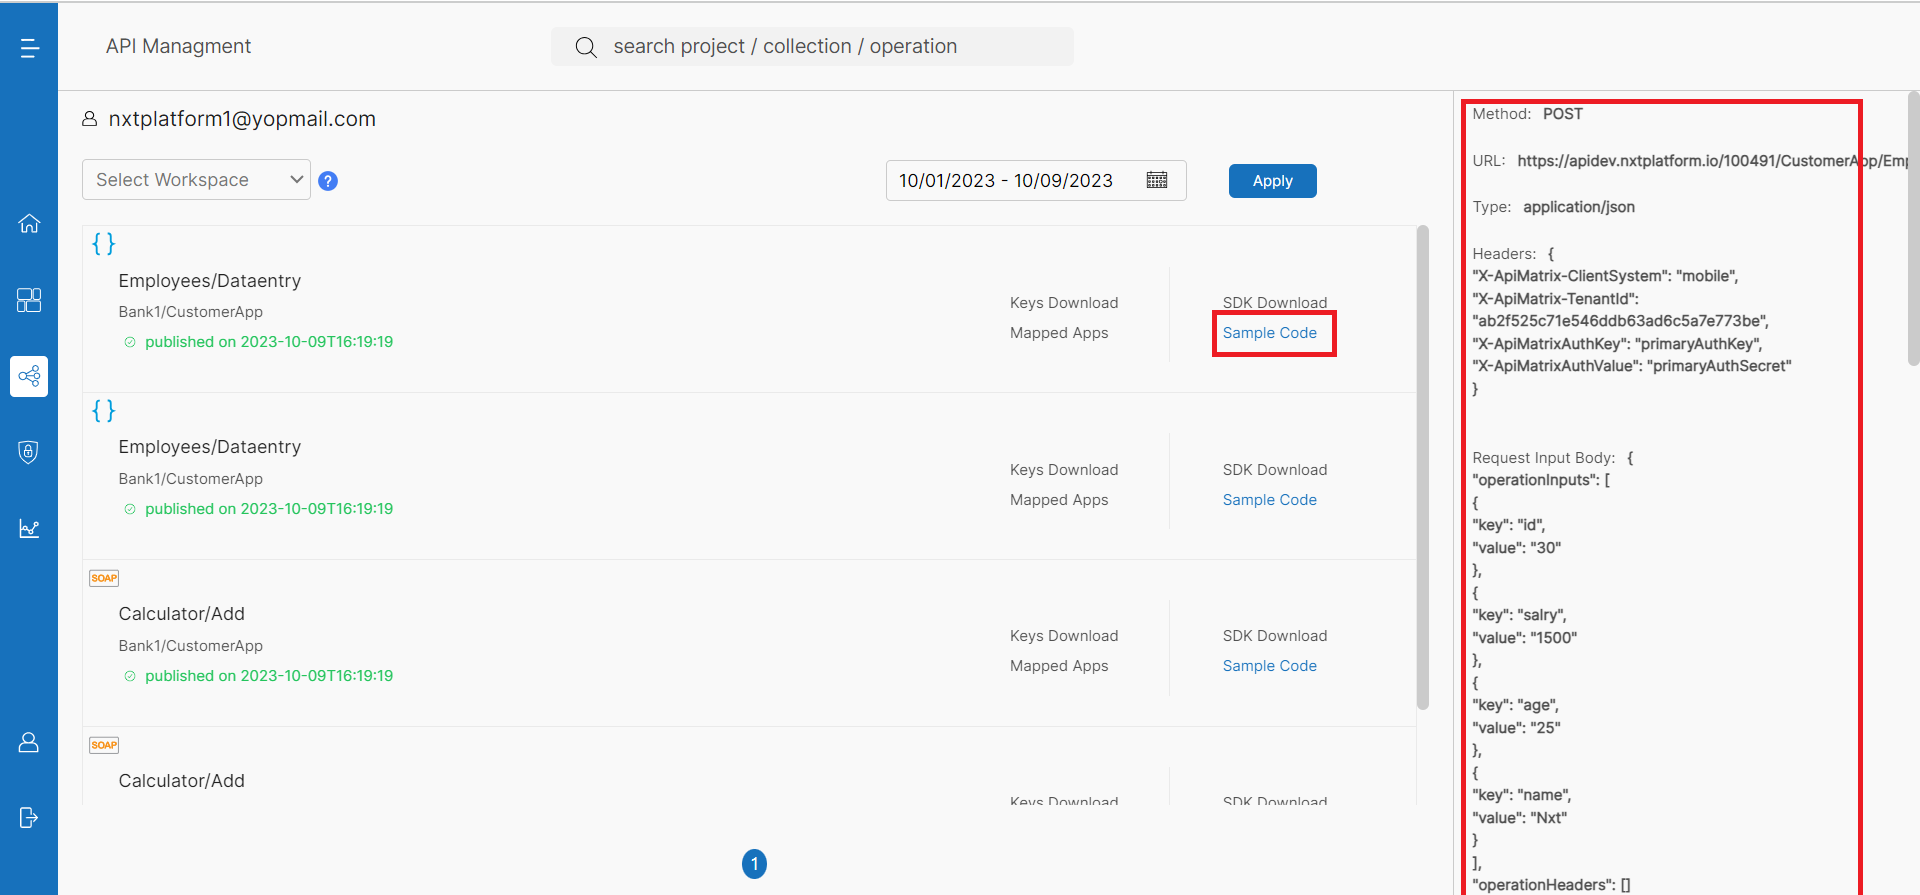 API Managment
search project / collection / operation
nxtplatform1@yopmail.com
Select Workspace
?
10/01/2023 - 10/09/2023
Apply
{ }
Employees/Dataentry
Bank1/CustomerApp
published on 2023-10-09T16:19:19
Keys Download
Mapped Apps
SDK Download
Sample Code
{ }
Employees/Dataentry
Bank1/CustomerApp
published on 2023-10-09T16:19:19
Keys Download
Mapped Apps
SDK Download
Sample Code
SOAP
Calculator/Add
Bank1/CustomerApp
published on 2023-10-09T16:19:19
Keys Download
Mapped Apps
SDK Download
Sample Code
SOAP
Calculator/Add
Keys Download
SDK Download
1
Method: POST
URL: https://apidev.nxtplatform.io/100491/CustomerApp/Emp
Type: application/json
Headers: {
"X-ApiMatrix-ClientSystem": "mobile",
"X-ApiMatrix-TenantId":
"ab2f525c71e546ddb63ad6c5a7e773be",
"X-ApiMatrixAuthKey": "primaryAuthKey",
"X-ApiMatrixAuthValue": "primaryAuthSecret"
}
Request Input Body: {
"operationInputs": [
{
"key": "id",
"value": "30"
},
{
"key": "salry",
"value": "1500"
},
{
"key": "age",
"value": "25"
},
{
"key": "name",
"value": "Nxt"
}
],
"operationHeaders": []